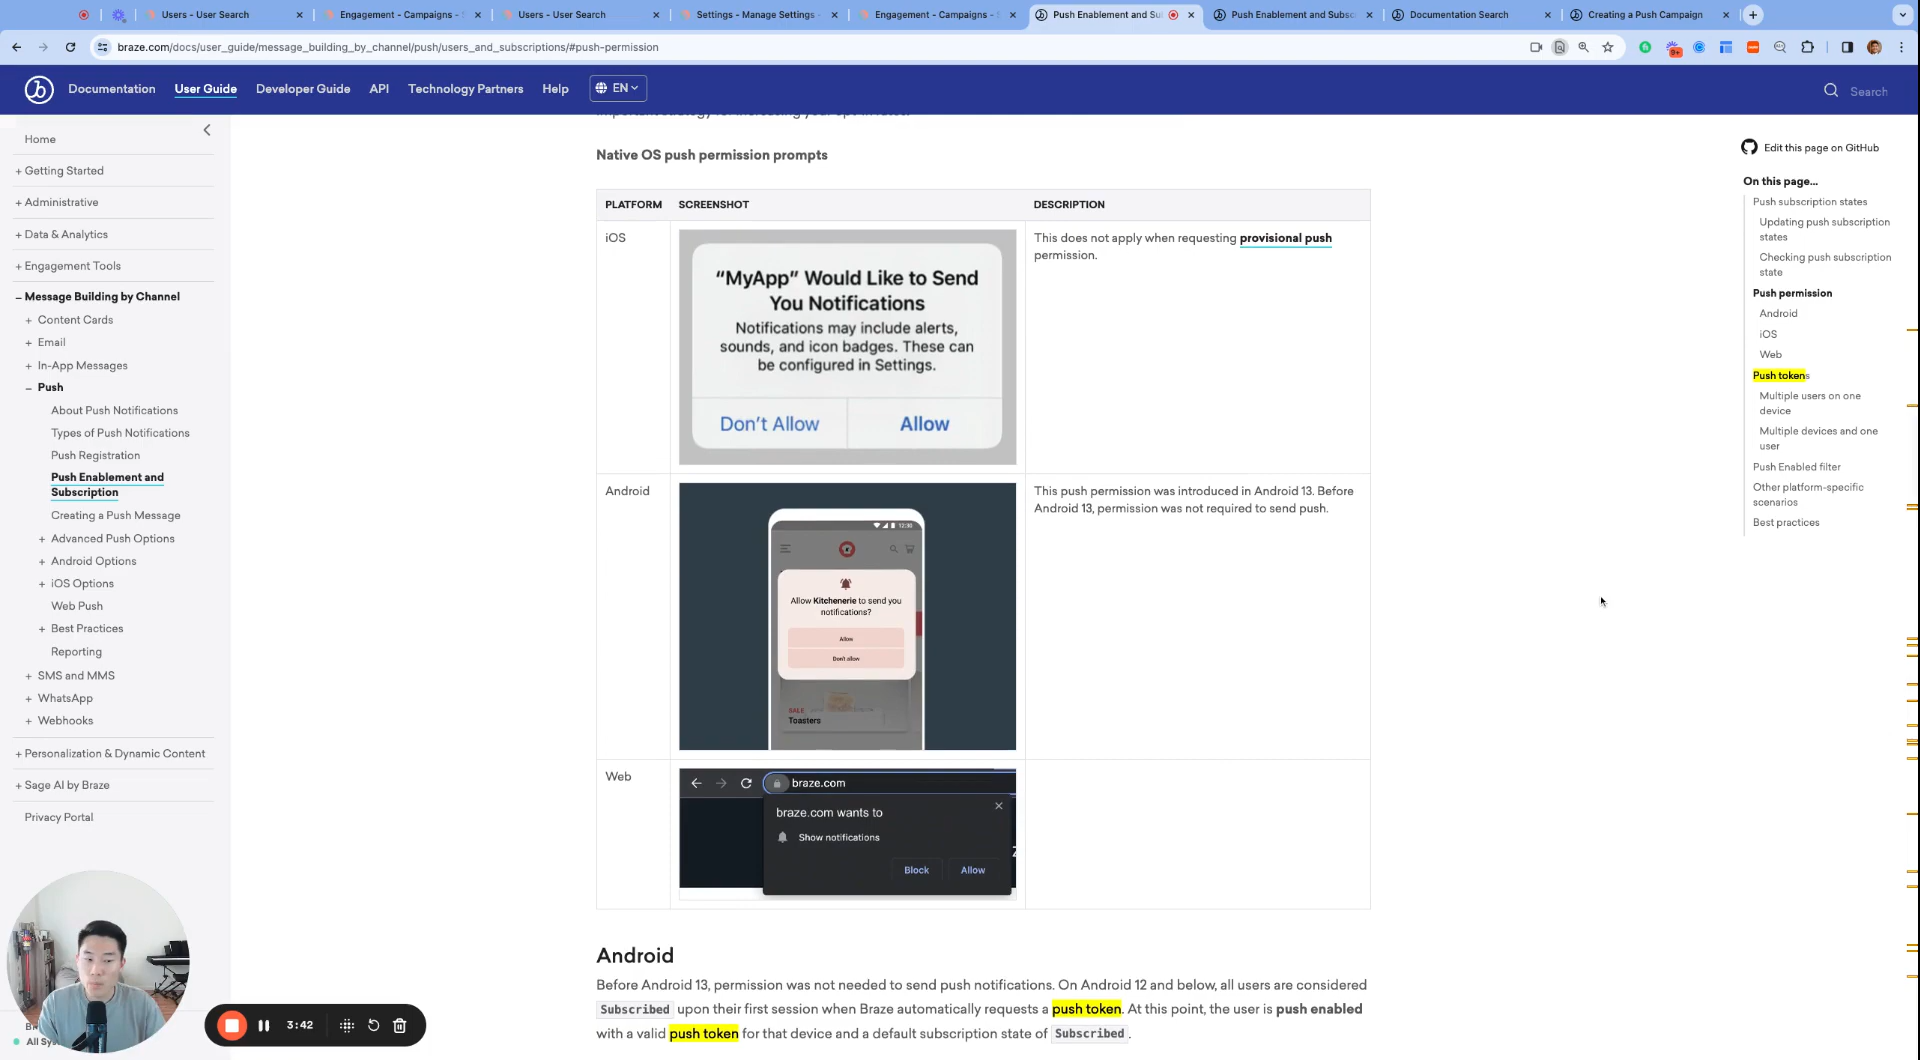 Users - User Search
Engagement - Campaigns - S
Users - User Search
Settings - Manage Settings -
Engagement - Campaigns - S
Push Enablement and Su
Push Enablement and Subsc
Documentation Search
Creating a Push Campaign
braze.com/docs/user_guide/message_building_by_channel/push/users_and_subscriptions/#push-permission
9+
Documentation
User Guide
Developer Guide
API
Technology Partners
Help
EN
Search
Home
+ Getting Started
+ Administrative
+ Data & Analytics
+ Engagement Tools
– Message Building by Channel
+ Content Cards
+ Email
+ In-App Messages
– Push
About Push Notifications
Types of Push Notifications
Push Registration
Push Enablement and
Subscription
Creating a Push Message
+ Advanced Push Options
+ Android Options
+ iOS Options
Web Push
+ Best Practices
Reporting
+ SMS and MMS
+ WhatsApp
+ Webhooks
+ Personalization & Dynamic Content
+ Sage AI by Braze
Privacy Portal
All Sys
3:42
important strategy for increasing your opt-in rates.
Native OS push permission prompts
PLATFORM SCREENSHOT DESCRIPTION
iOS
“MyApp” Would Like to Send
You Notifications
Notifications may include alerts,
sounds, and icon badges. These can
be configured in Settings.
Don’t Allow
Allow
This does not apply when requesting provisional push
permission.
Android
12:30
Allow Kitchenerie to send you
notifications?
Allow
Don't allow
SALE
Toasters
This push permission was introduced in Android 13. Before
Android 13, permission was not required to send push.
Web
braze.com
braze.com wants to
Show notifications
Block
Allow
Android
Before Android 13, permission was not needed to send push notifications. On Android 12 and below, all users are considered
Subscribed upon their first session when Braze automatically requests a push token. At this point, the user is push enabled
with a valid push token for that device and a default subscription state of Subscribed.
Edit this page on GitHub
On this page...
Push subscription states
Updating push subscription
states
Checking push subscription
state
Push permission
Android
iOS
Web
Push tokens
Multiple users on one
device
Multiple devices and one
user
Push Enabled filter
Other platform-specific
scenarios
Best practices